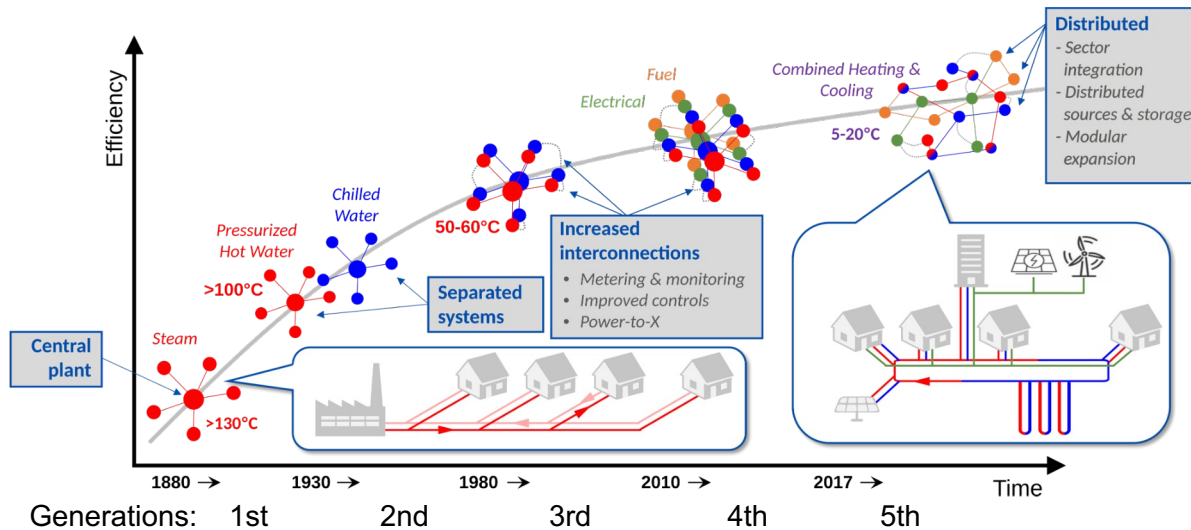 Efficiency
Central
plant
Steam
>130°C
Pressurized
Hot Water
>100°C
Chilled
Water
Separated
systems
50-60°C
Increased
interconnections
• Metering & monitoring
• Improved controls
• Power-to-X
Fuel
Electrical
Combined Heating &
Cooling
5-20°C
Distributed
- Sector
integration
- Distributed
sources & storage
- Modular
expansion
1880 →
1930 →
1980 →
2010 →
2017 →
Time
Generations: 1st 2nd 3rd 4th 5th